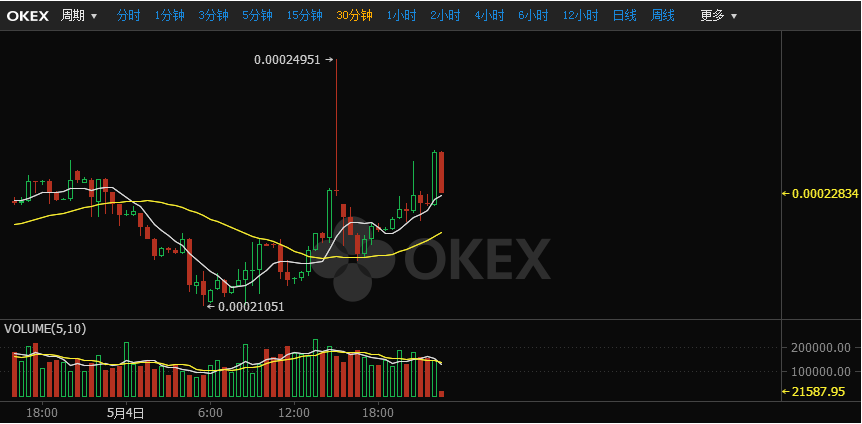 OKEX 周期 ▼ 分时 1分钟 3分钟 5分钟 15分钟 30分钟 1小时 2小时 4小时 6小时 12小时 日线 周线 更多 ▼
0.00024951 →
←0.00022834
OKEX
←0.00021051
VOLUME(5,10)
200000.00
100000.00
←21587.95
18:00 5月4日 6:00 12:00 18:00